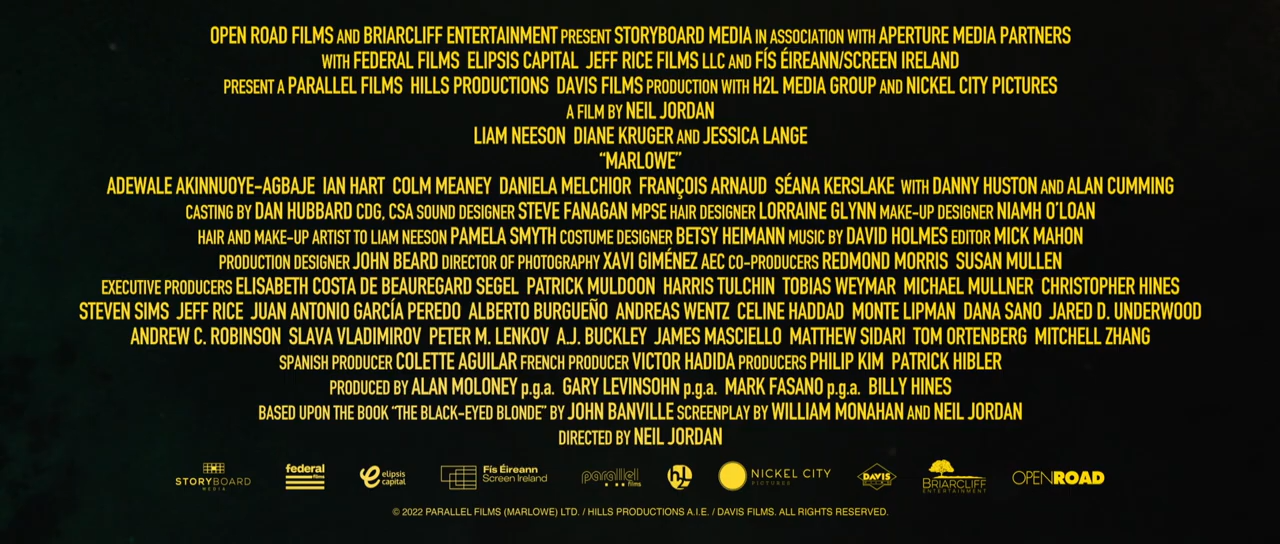 OPEN ROAD FILMS AND BRIARCLIFF ENTERTAINMENT PRESENT STORYBOARD MEDIA IN ASSOCIATION WITH APERTURE MEDIA PARTNERS
WITH FEDERAL FILMS ELIPSIS CAPITAL JEFF RICE FILMS LLC AND FÍS ÉIREANN/SCREEN IRELAND
PRESENT A PARALLEL FILMS HILLS PRODUCTIONS DAVIS FILMS PRODUCTION WITH H2L MEDIA GROUP AND NICKEL CITY PICTURES
A FILM BY NEIL JORDAN
LIAM NEESON DIANE KRUGER AND JESSICA LANGE
“MARLOWE”
ADEWALE AKINNUOYE-AGBAJE IAN HART COLM MEANEY DANIELA MELCHIOR FRANÇOIS ARNAUD SÉANA KERSLAKE WITH DANNY HUSTON AND ALAN CUMMING
CASTING BY DAN HUBBARD CDG, CSA SOUND DESIGNER STEVE FANAGAN MPSE HAIR DESIGNER LORRAINE GLYNN MAKE-UP DESIGNER NIAMH O'LOAN
HAIR AND MAKE-UP ARTIST TO LIAM NEESON PAMELA SMYTH COSTUME DESIGNER BETSY HEIMANN MUSIC BY DAVID HOLMES EDITOR MICK MAHON
PRODUCTION DESIGNER JOHN BEARD DIRECTOR OF PHOTOGRAPHY XAVI GIMÉNEZ AEC CO-PRODUCERS REDMOND MORRIS SUSAN MULLEN
EXECUTIVE PRODUCERS ELISABETH COSTA DE BEAUREGARD SEGEL PATRICK MULDOON HARRIS TULCHIN TOBIAS WEYMAR MICHAEL MULLNER CHRISTOPHER HINES
STEVEN SIMS JEFF RICE JUAN ANTONIO GARCÍA PEREDO ALBERTO BURGUEÑO ANDREAS WENTZ CELINE HADDAD MONTE LIPMAN DANA SANO JARED D. UNDERWOOD
ANDREW C. ROBINSON SLAVA VLADIMIROV PETER M. LENKOV A.J. BUCKLEY JAMES MASCIELLO MATTHEW SIDARI TOM ORTENBERG MITCHELL ZHANG
SPANISH PRODUCER COLETTE AGUILAR FRENCH PRODUCER VICTOR HADIDA PRODUCERS PHILIP KIM PATRICK HIBLER
PRODUCED BY ALAN MOLONEY p.g.a. GARY LEVINSOHN p.g.a. MARK FASANO p.g.a. BILLY HINES
BASED UPON THE BOOK “THE BLACK-EYED BLONDE” BY JOHN BANVILLE SCREENPLAY BY WILLIAM MONAHAN AND NEIL JORDAN
DIRECTED BY NEIL JORDAN
STORYBOARD MEDIA federal films elipsis capital Fís Éireann Screen Ireland parallel films h2l NICKEL CITY PICTURES DAVIS BRIARCLIFF ENTERTAINMENT OPEN ROAD
© 2022 PARALLEL FILMS (MARLOWE) LTD. / HILLS PRODUCTIONS A.I.E. / DAVIS FILMS. ALL RIGHTS RESERVED.